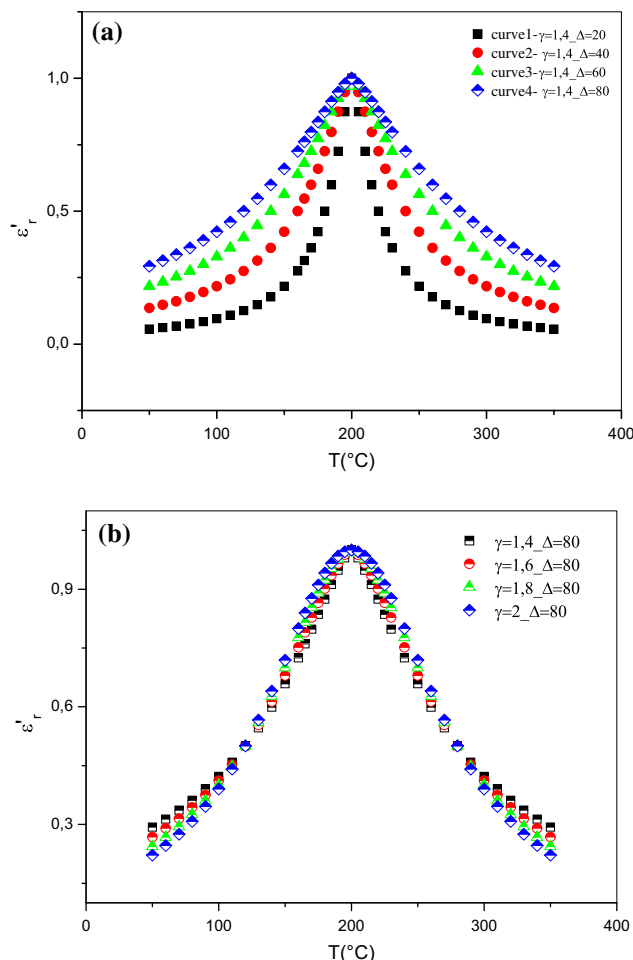 (a)
curve1-γ=1,4_Δ=20
curve2- γ=1,4_Δ=40
curve3-γ=1,4_Δ=60
curve4- γ=1,4_Δ=80
1,0
0,5
0,0
ε'r
0 100 200 300 400
T(°C)
(b)
γ=1,4_Δ=80
γ=1,6_Δ=80
γ=1,8_Δ=80
γ=2_Δ=80
0,9
0,6
0,3
ε'r
0 100 200 300 400
T(°C)